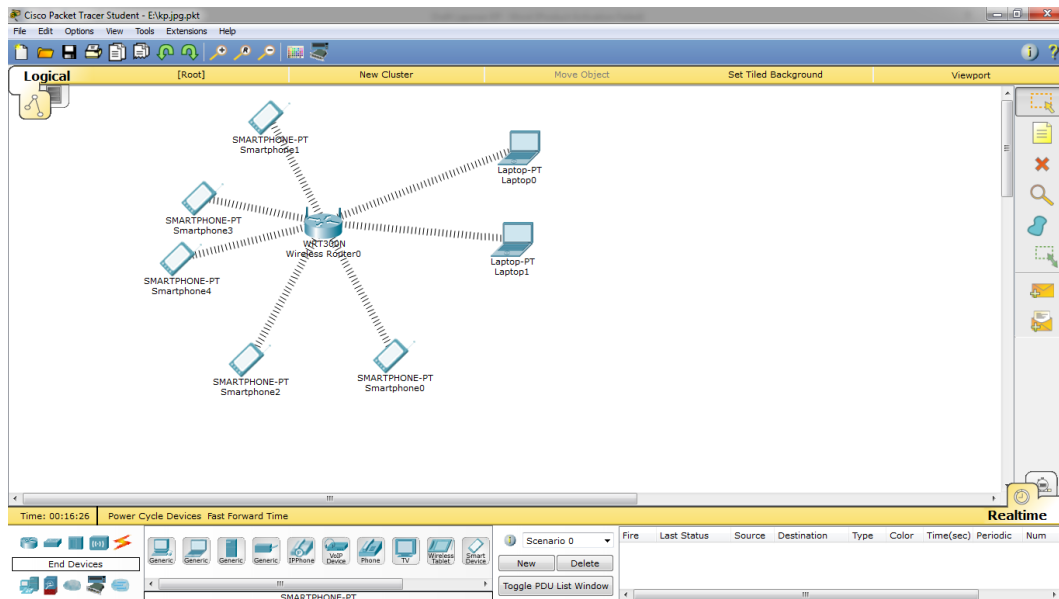 Cisco Packet Tracer Student - E:\kp.jpg.pkt
File Edit Options View Tools Extensions Help
Logical [Root] New Cluster Move Object Set Tiled Background Viewport
SMARTPHONE-PT
Smartphone1
Laptop-PT
Laptop0
SMARTPHONE-PT
Smartphone3
WRT300N
Wireless Router0
Laptop-PT
Laptop1
SMARTPHONE-PT
Smartphone4
SMARTPHONE-PT
Smartphone2
SMARTPHONE-PT
Smartphone0
Time: 00:16:26 Power Cycle Devices Fast Forward Time Realtime
End Devices
Generic Generic Generic Generic IPPhone VoIP Device Phone TV Wireless Tablet Smart Device
SMARTPHONE-PT
Scenario 0
New Delete
Toggle PDU List Window
Fire Last Status Source Destination Type Color Time(sec) Periodic Num